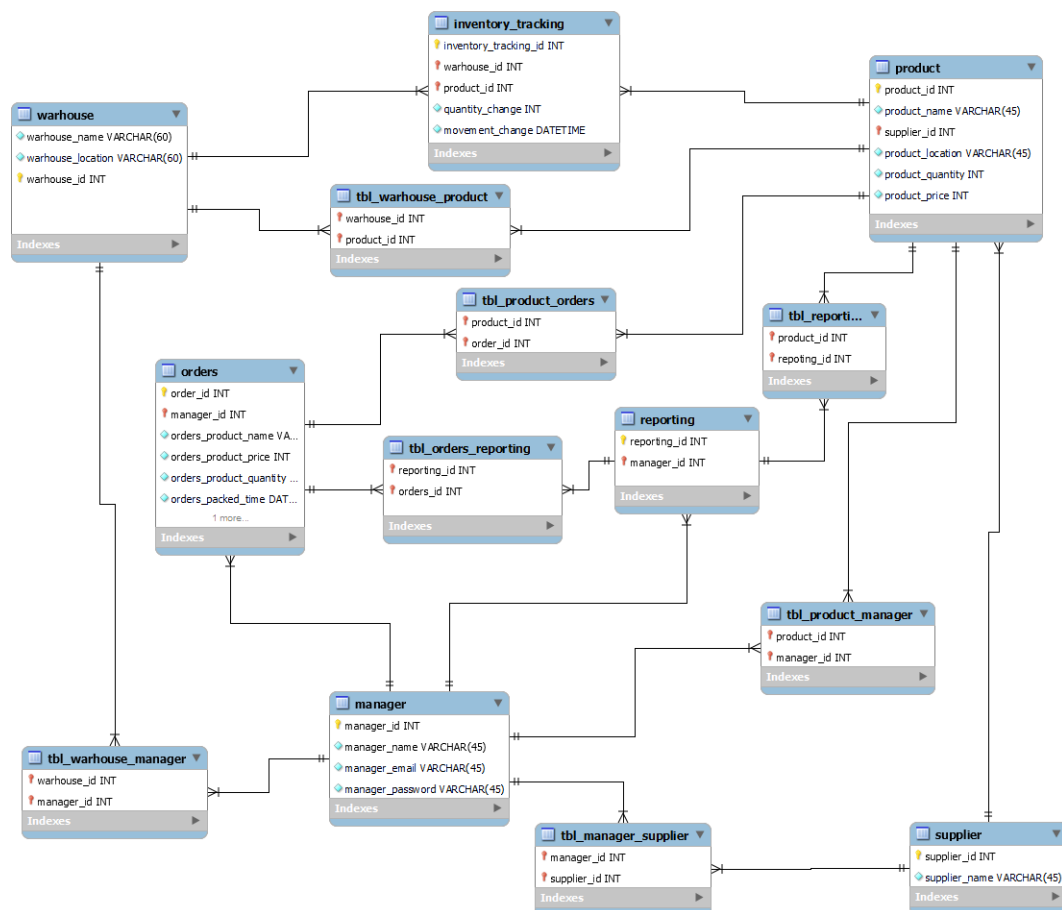 inventory_tracking
inventory_tracking_id INT
warhouse_id INT
product_id INT
quantity_change INT
movement_change DATETIME
Indexes
product
product_id INT
product_name VARCHAR(45)
supplier_id INT
product_location VARCHAR(45)
product_quantity INT
product_price INT
Indexes
warhouse
warhouse_name VARCHAR(60)
warhouse_location VARCHAR(60)
warhouse_id INT
Indexes
tbl_warhouse_product
warhouse_id INT
product_id INT
Indexes
tbl_product_orders
product_id INT
order_id INT
Indexes
tbl_reporti...
product_id INT
repoting_id INT
Indexes
orders
order_id INT
manager_id INT
orders_product_name VA...
orders_product_price INT
orders_product_quantity ...
orders_packed_time DAT...
1 more...
Indexes
tbl_orders_reporting
reporting_id INT
orders_id INT
Indexes
reporting
reporting_id INT
manager_id INT
Indexes
tbl_product_manager
product_id INT
manager_id INT
Indexes
manager
manager_id INT
manager_name VARCHAR(45)
manager_email VARCHAR(45)
manager_password VARCHAR(45)
Indexes
tbl_warhouse_manager
warhouse_id INT
manager_id INT
Indexes
tbl_manager_supplier
manager_id INT
supplier_id INT
Indexes
supplier
supplier_id INT
supplier_name VARCHAR(45)
Indexes